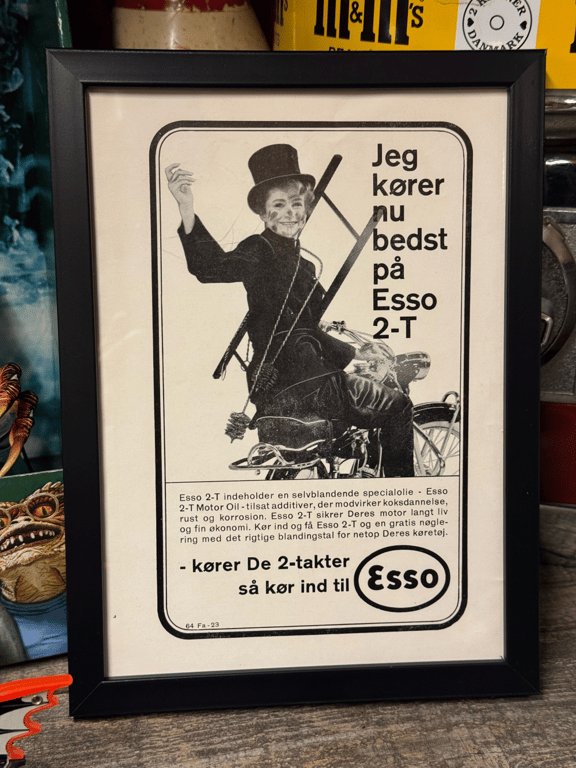 m&m's
2 KRONER
DANMARK
Jeg
kører
nu
bedst
på
Esso
2-T
Esso 2-T indeholder en selvblandende specialolie - Esso
2-T Motor Oil - tilsat additiver, der modvirker koksdannelse,
rust og korrosion. Esso 2-T sikrer Deres motor langt liv
og fin økonomi. Kør ind og få Esso 2-T og en gratis nøgle-
ring med det rigtige blandingstal for netop Deres køretøj.
- kører De 2-takter
så kør ind til
Esso
64 Fa-23